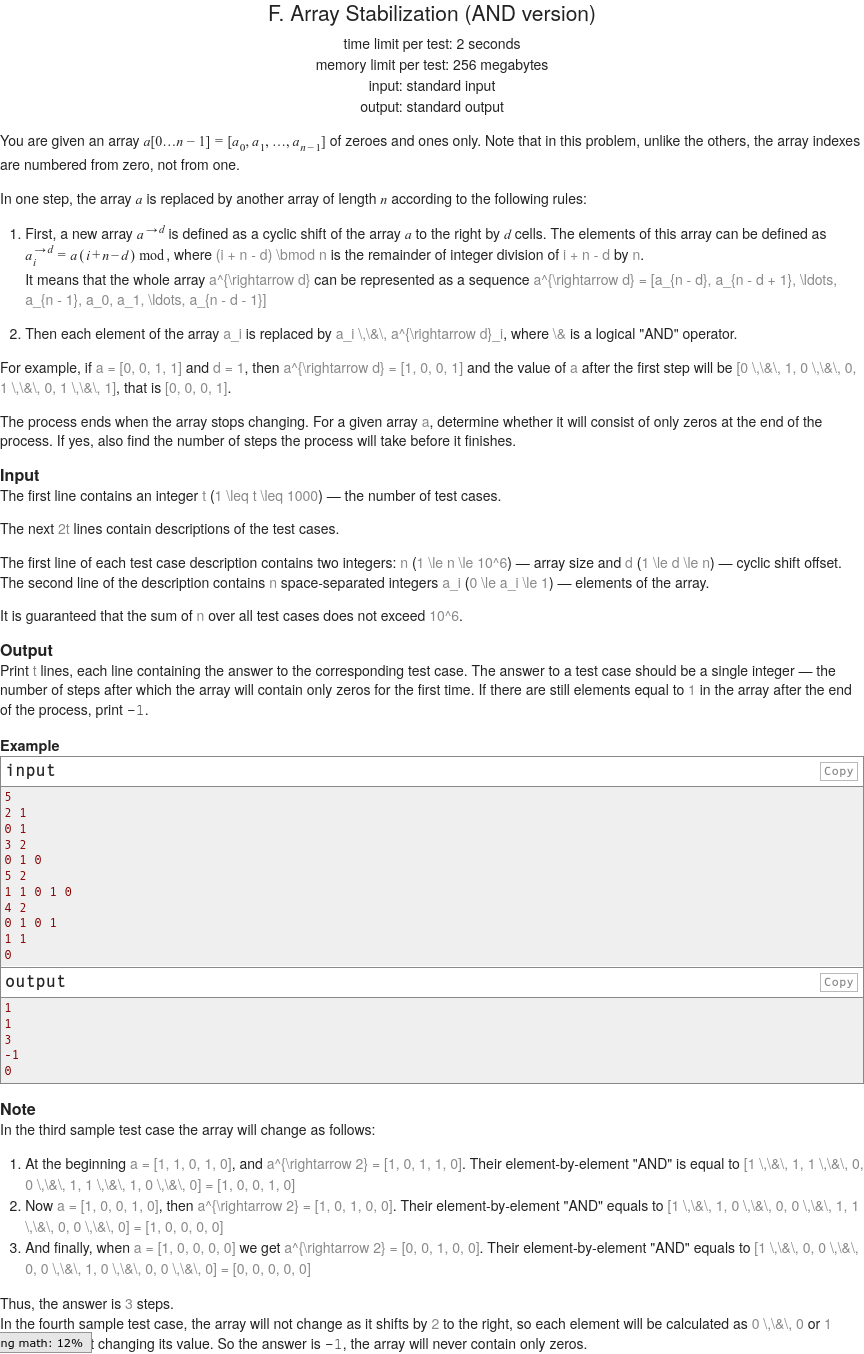 F. Array Stabilization (AND version)
time limit per test: 2 seconds
memory limit per test: 256 megabytes
input: standard input
output: standard output
You are given an array a[0…n − 1] = [a0, a1, …, an − 1] of zeroes and ones only. Note that in this problem, unlike the others, the array indexes
are numbered from zero, not from one.
In one step, the array a is replaced by another array of length n according to the following rules:
1. First, a new array a→d is defined as a cyclic shift of the array a to the right by d cells. The elements of this array can be defined as
a→di = a(i+n−d) mod, where (i + n - d) \bmod n is the remainder of integer division of i + n - d by n.
It means that the whole array a^{\rightarrow d} can be represented as a sequence a^{\rightarrow d} = [a_{n - d}, a_{n - d + 1}, \ldots,
a_{n - 1}, a_0, a_1, \ldots, a_{n - d - 1}]
2. Then each element of the array a_i is replaced by a_i \,\&\, a^{\rightarrow d}_i, where \& is a logical "AND" operator.
For example, if a = [0, 0, 1, 1] and d = 1, then a^{\rightarrow d} = [1, 0, 0, 1] and the value of a after the first step will be [0 \,\&\, 1, 0 \,\&\, 0,
1 \,\&\, 0, 1 \,\&\, 1], that is [0, 0, 0, 1].
The process ends when the array stops changing. For a given array a, determine whether it will consist of only zeros at the end of the
process. If yes, also find the number of steps the process will take before it finishes.
Input
The first line contains an integer t (1 \leq t \leq 1000) — the number of test cases.
The next 2t lines contain descriptions of the test cases.
The first line of each test case description contains two integers: n (1 \le n \le 10^6) — array size and d (1 \le d \le n) — cyclic shift offset.
The second line of the description contains n space-separated integers a_i (0 \le a_i \le 1) — elements of the array.
It is guaranteed that the sum of n over all test cases does not exceed 10^6.
Output
Print t lines, each line containing the answer to the corresponding test case. The answer to a test case should be a single integer — the
number of steps after which the array will contain only zeros for the first time. If there are still elements equal to 1 in the array after the end
of the process, print −1.
Example
input
Copy
5
2 1
0 1
3 2
0 1 0
5 2
1 1 0 1 0
4 2
0 1 0 1
1 1
0
output
Copy
1
1
3
-1
0
Note
In the third sample test case the array will change as follows:
1. At the beginning a = [1, 1, 0, 1, 0], and a^{\rightarrow 2} = [1, 0, 1, 1, 0]. Their element-by-element "AND" is equal to [1 \,\&\, 1, 1 \,\&\, 0,
0 \,\&\, 1, 1 \,\&\, 1, 0 \,\&\, 0] = [1, 0, 0, 1, 0]
2. Now a = [1, 0, 0, 1, 0], then a^{\rightarrow 2} = [1, 0, 1, 0, 0]. Their element-by-element "AND" equals to [1 \,\&\, 1, 0 \,\&\, 0, 0 \,\&\, 1, 1
\,\&\, 0, 0 \,\&\, 0] = [1, 0, 0, 0, 0]
3. And finally, when a = [1, 0, 0, 0, 0] we get a^{\rightarrow 2} = [0, 0, 1, 0, 0]. Their element-by-element "AND" equals to [1 \,\&\, 0, 0 \,\&\,
0, 0 \,\&\, 1, 0 \,\&\, 0, 0 \,\&\, 0] = [0, 0, 0, 0, 0]
Thus, the answer is 3 steps.
In the fourth sample test case, the array will not change as it shifts by 2 to the right, so each element will be calculated as 0 \,\&\, 0 or 1
ng math: 12% t changing its value. So the answer is −1, the array will never contain only zeros.